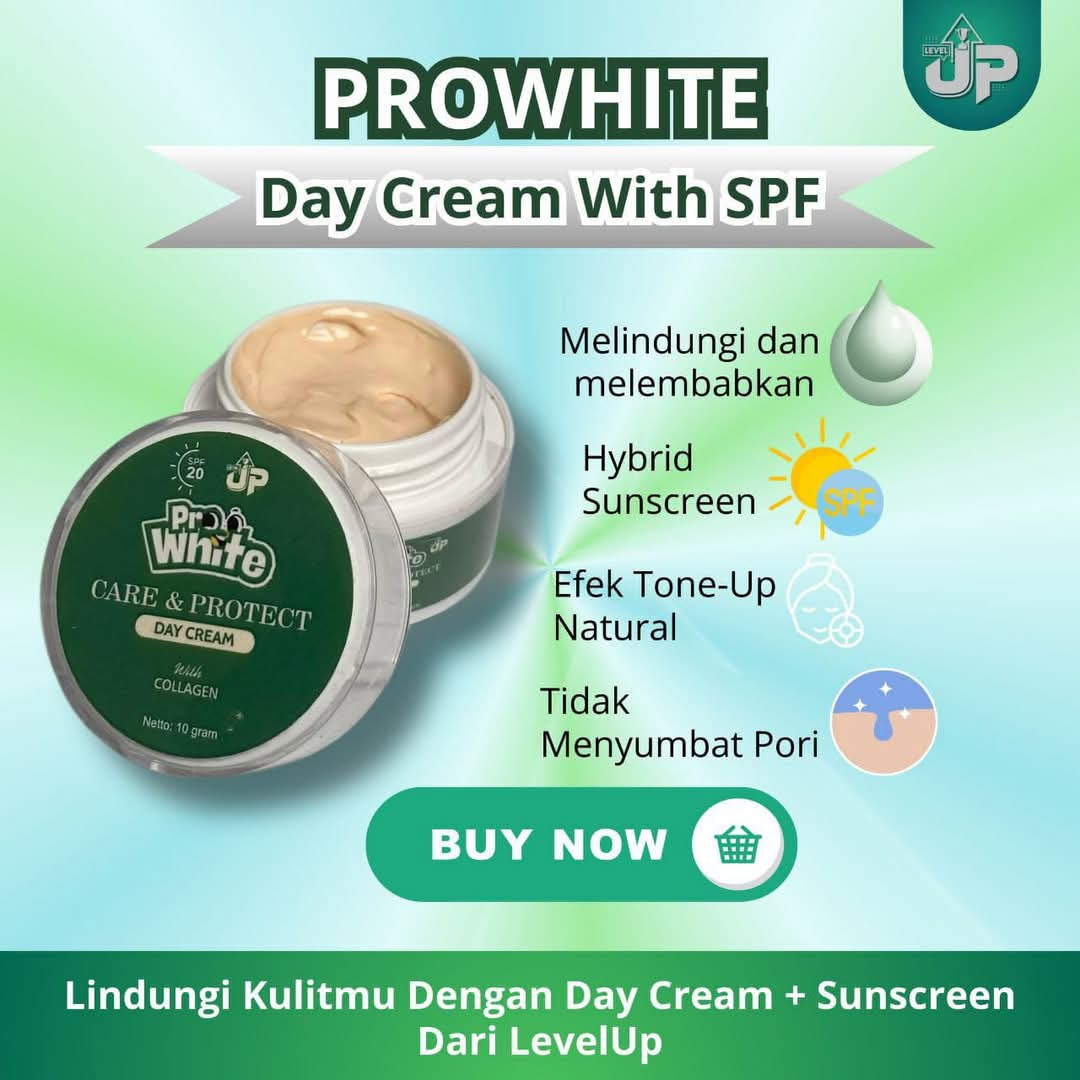 LEVEL
UP
PROWHITE
Day Cream With SPF
Melindungi dan
melembabkan
Hybrid
Sunscreen
SPF
Efek Tone-Up
Natural
Tidak
Menyumbat Pori
SPF
20
UP
Pro
White
CARE & PROTECT
DAY CREAM
With
COLLAGEN
Netto: 10 gram
UP
BUY NOW
Lindungi Kulitmu Dengan Day Cream + Sunscreen
Dari LevelUp